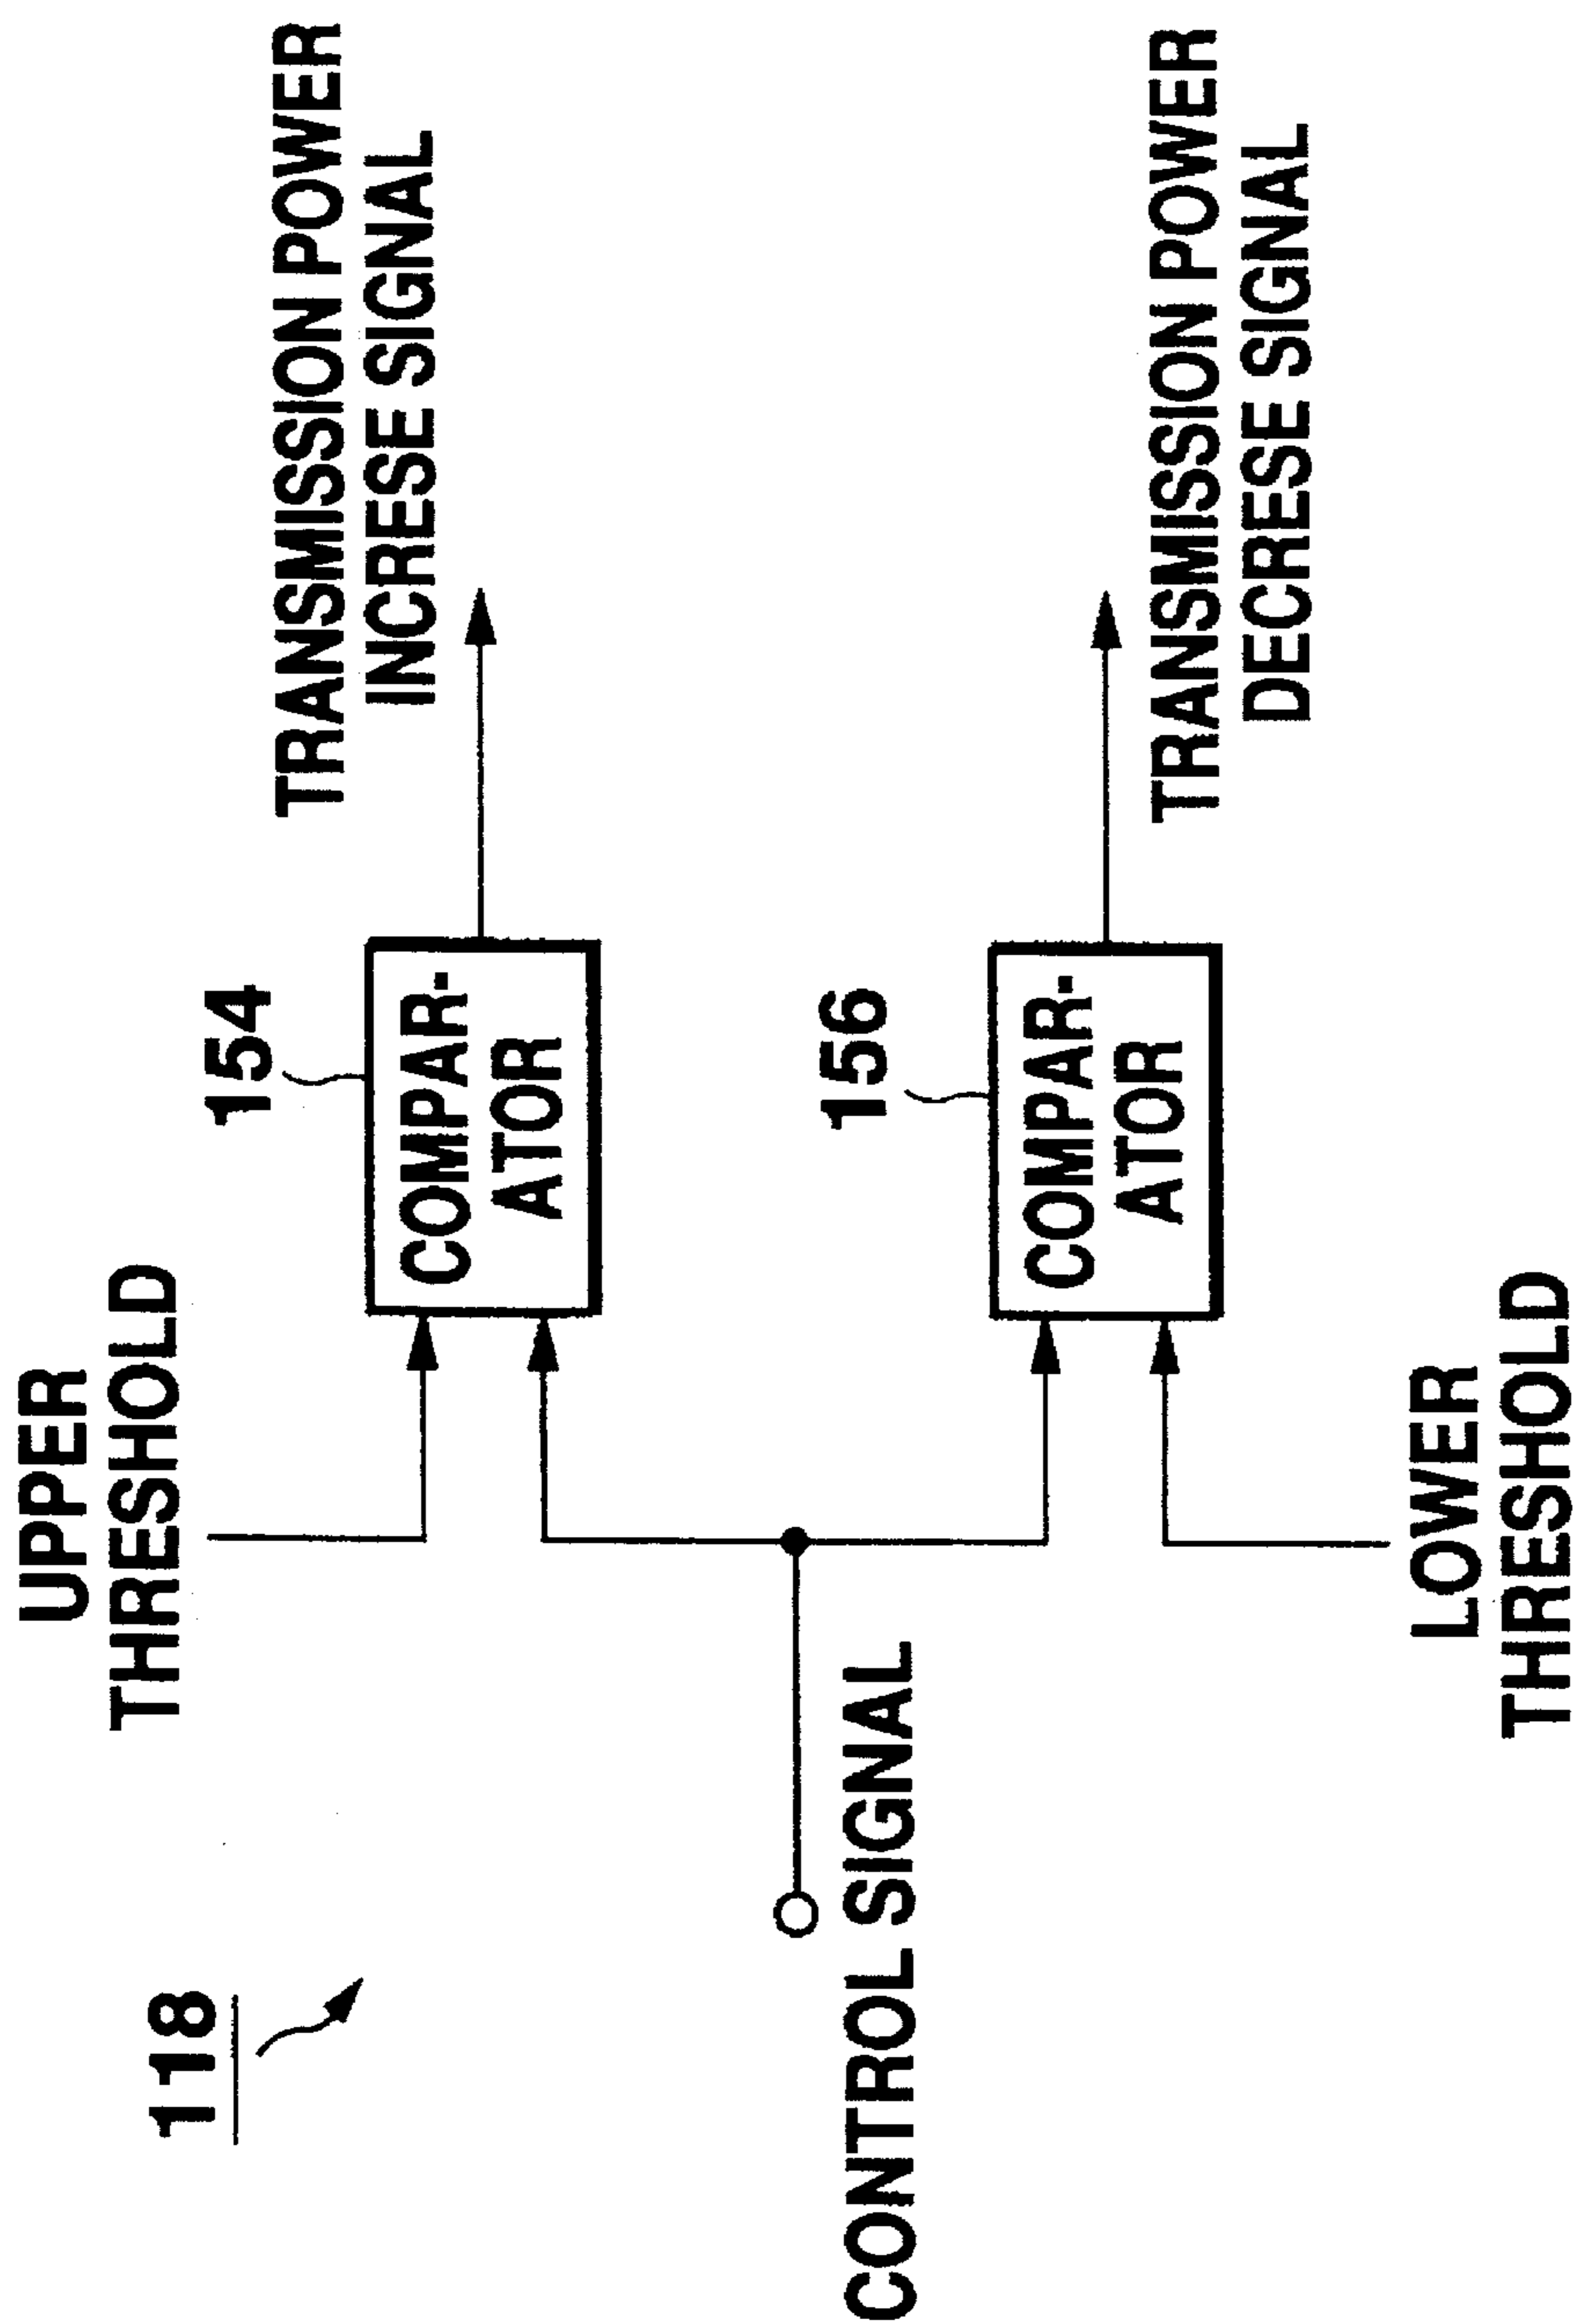 118
UPPER
THRESHOLD
154
COMPAR-
ATOR
TRANSMISSION POWER
INCRESE SIGNAL
CONTROL SIGNAL
156
COMPAR-
ATOR
TRANSMISSION POWER
DECRESE SIGNAL
LOWER
THRESHOLD